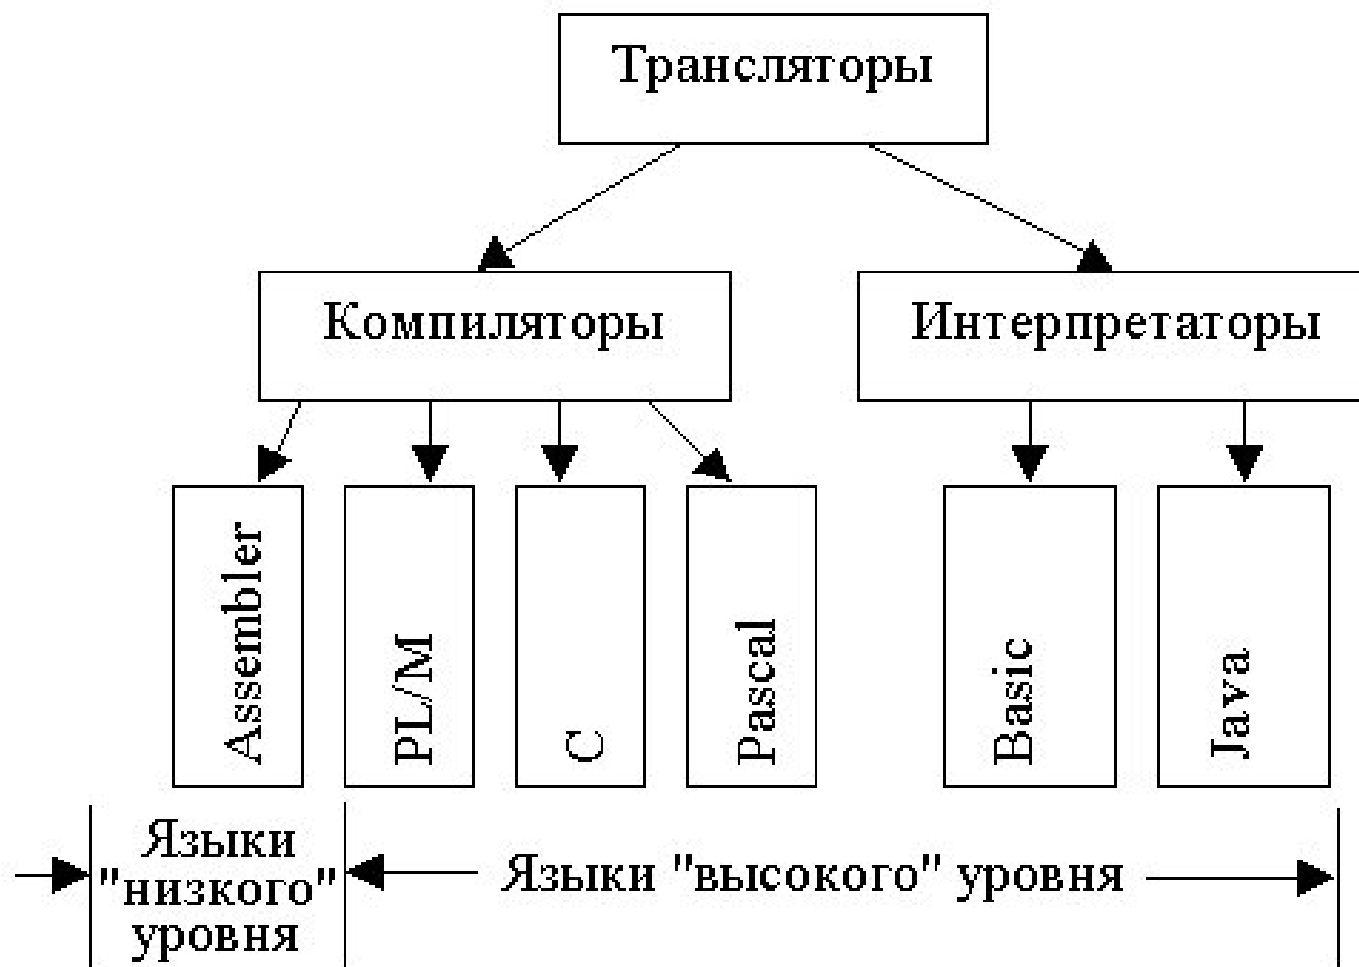 Трансляторы
Компиляторы
Интерпретаторы
Assembler
PL/M
C
Pascal
Basic
Java
Языки
"низкого"
уровня
Языки "высокого" уровня